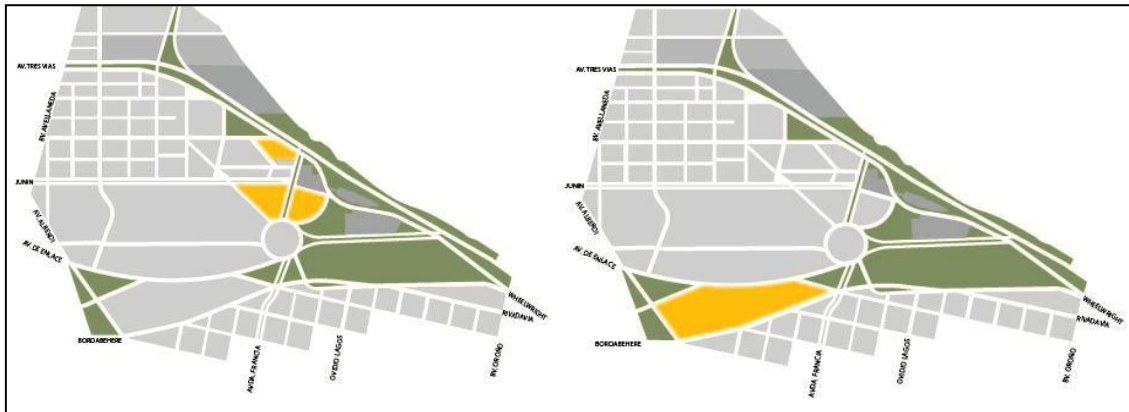 AV. TRES VIAS
BV. AVELLANEDA
JUNIN
AV. ALBERDI
AV. DE ENLACE
BORDABEHERE
AVDA. FRANCIA
OVIDIO LAGOS
BV. OROÑO
WHEELWRIGHT
RIVADAVIA
AV. TRES VIAS
BV. AVELLANEDA
JUNIN
AV. ALBERDI
AV. DE ENLACE
BORDABEHERE
AVDA. FRANCIA
OVIDIO LAGOS
BV. OROÑO
WHEELWRIGHT
RIVADAVIA